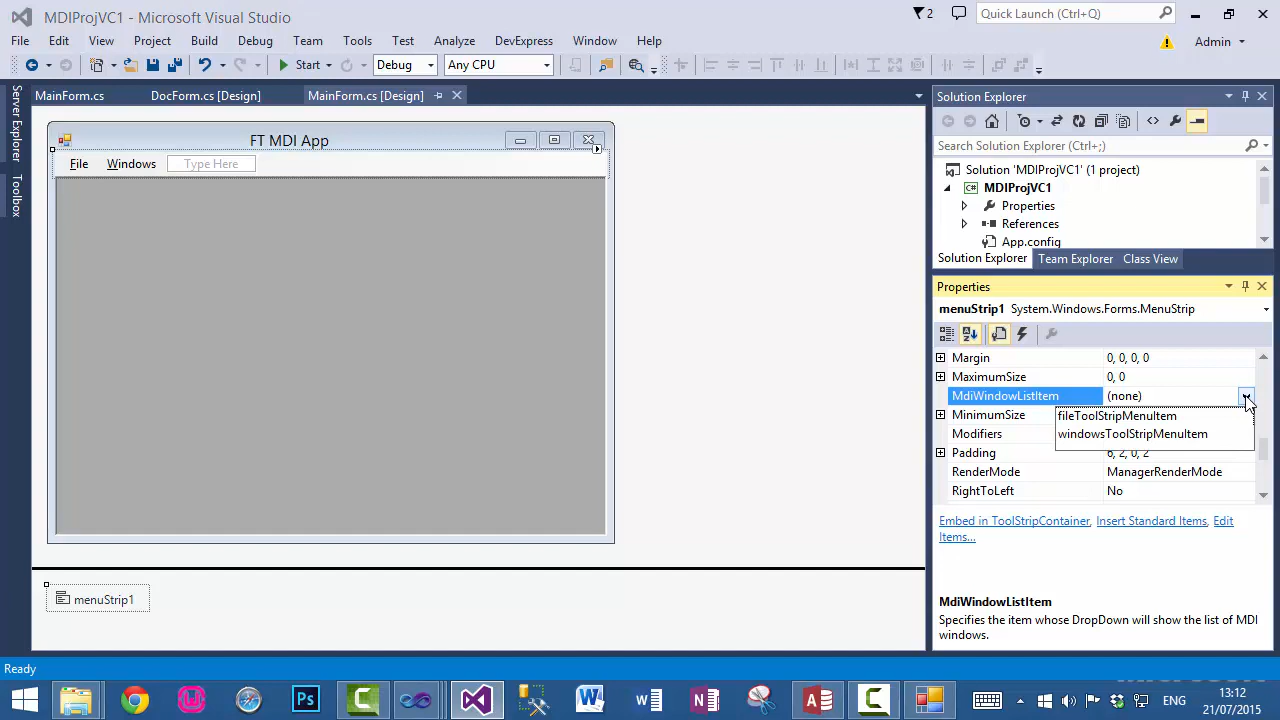 MDIProjVC1 - Microsoft Visual Studio
2
Quick Launch (Ctrl+Q)
File Edit View Project Build Debug Team Tools Test Analyze DevExpress Window Help
Admin
Start Debug Any CPU
Server Explorer
Toolbox
MainForm.cs DocForm.cs [Design] MainForm.cs [Design]
FT MDI App
File Windows Type Here
menuStrip1
Solution Explorer
Search Solution Explorer (Ctrl+;)
Solution 'MDIProjVC1' (1 project)
C# MDIProjVC1
Properties
References
App.config
Solution Explorer Team Explorer Class View
Properties
menuStrip1 System.Windows.Forms.MenuStrip
Margin 0, 0, 0, 0
MaximumSize 0, 0
MdiWindowListItem (none)
MinimumSize fileToolStripMenuItem
Modifiers windowsToolStripMenuItem
Padding 6, 2, 0, 2
RenderMode ManagerRenderMode
RightToLeft No
Embed in ToolStripContainer, Insert Standard Items, Edit
Items...
MdiWindowListItem
Specifies the item whose DropDown will show the list of MDI
windows.
Ready
Ps
ENG
13:12
21/07/2015